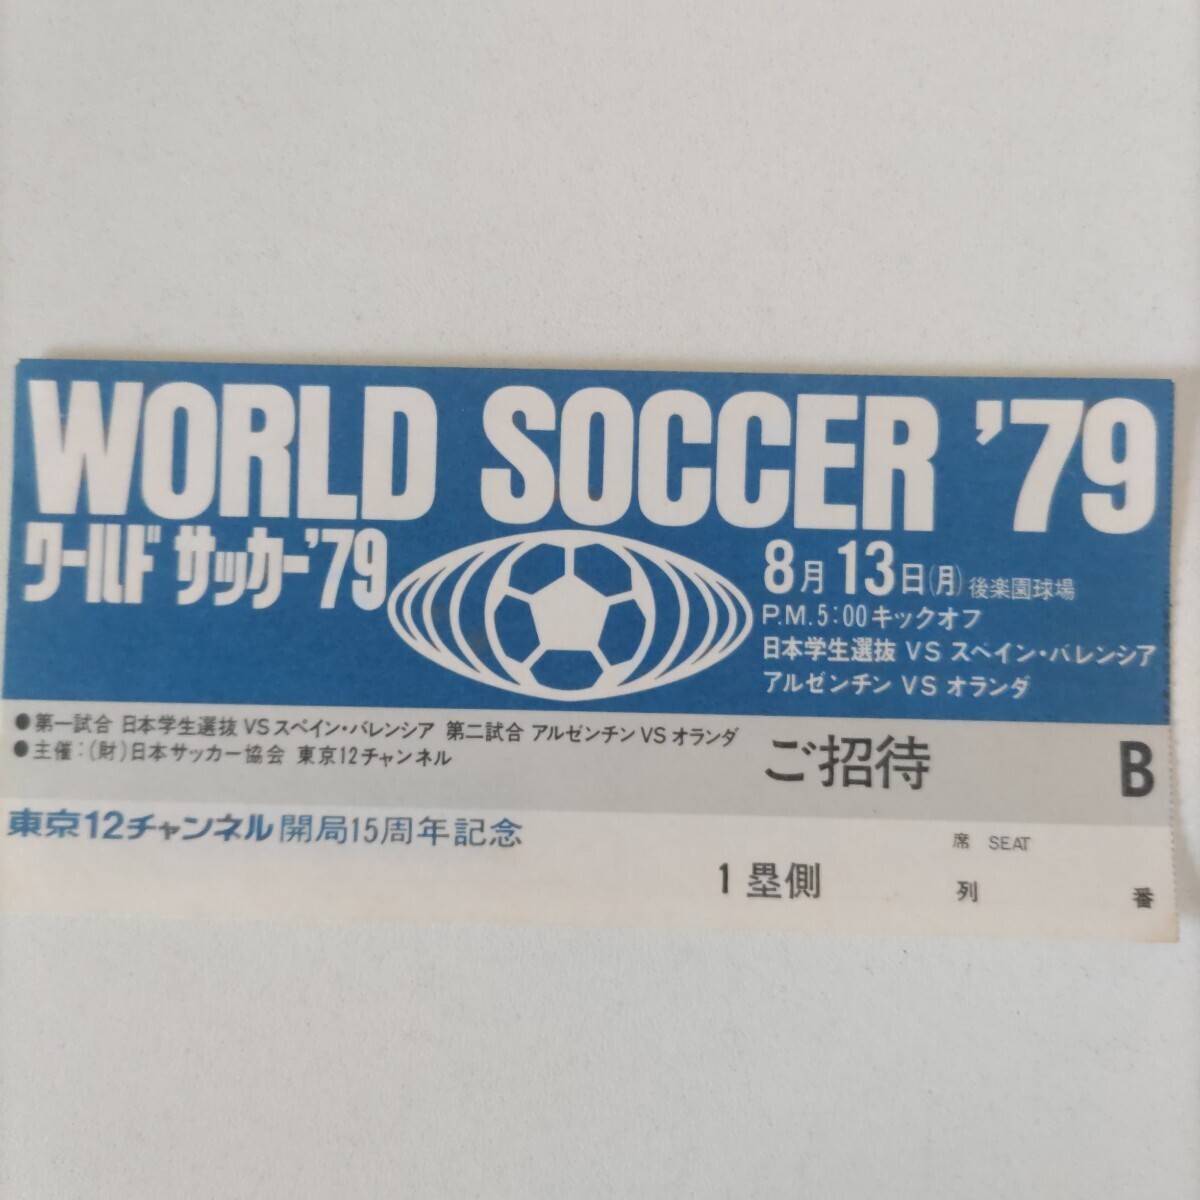 WORLD SOCCER '79
ワールド サッカー'79
8月13日(月) 後楽園球場
P.M.5:00キックオフ
日本学生選抜 VS スペイン・バレンシア
アルゼンチン VS オランダ
●第一試合 日本学生選抜 VS スペイン・バレンシア 第二試合 アルゼンチン VS オランダ
●主催:(財)日本サッカー協会 東京12チャンネル
ご招待
B
東京12チャンネル開局15周年記念
席 SEAT
1塁側 列 番